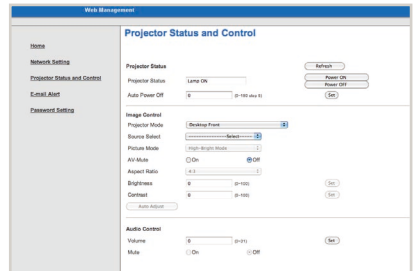 Web Management
Projector Status and Control
Home
Network Setting
Projector Status and Control
E-mail Alert
Password Setting
Projector Status
Refresh
Projector Status Lamp ON Power ON
Power OFF
Auto Power Off 0 (0-100 step 5) Set
Image Control
Projector Mode Desktop Front
Source Select ---------------Select---------------
Picture Mode High-Bright Mode
AV-Mute On Off
Aspect Ratio 4:3
Brightness 0 (0-100) Set
Contrast 0 (0-100) Set
Auto Adjust
Audio Control
Volume 0 (0-31) Set
Mute On Off